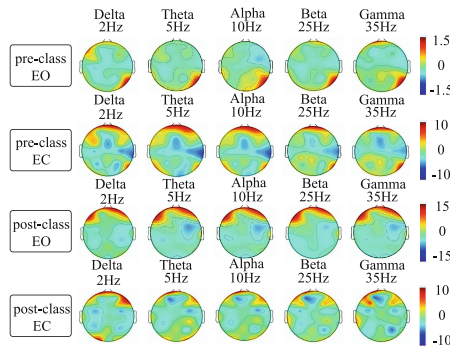 Delta Theta Alpha Beta Gamma
2Hz 5Hz 10Hz 25Hz 35Hz
pre-class EO
1.5
0
-1.5
Delta Theta Alpha Beta Gamma
2Hz 5Hz 10Hz 25Hz 35Hz
pre-class EC
10
0
-10
Delta Theta Alpha Beta Gamma
2Hz 5Hz 10Hz 25Hz 35Hz
post-class EO
15
0
-15
Delta Theta Alpha Beta Gamma
2Hz 5Hz 10Hz 25Hz 35Hz
post-class EC
10
0
-10